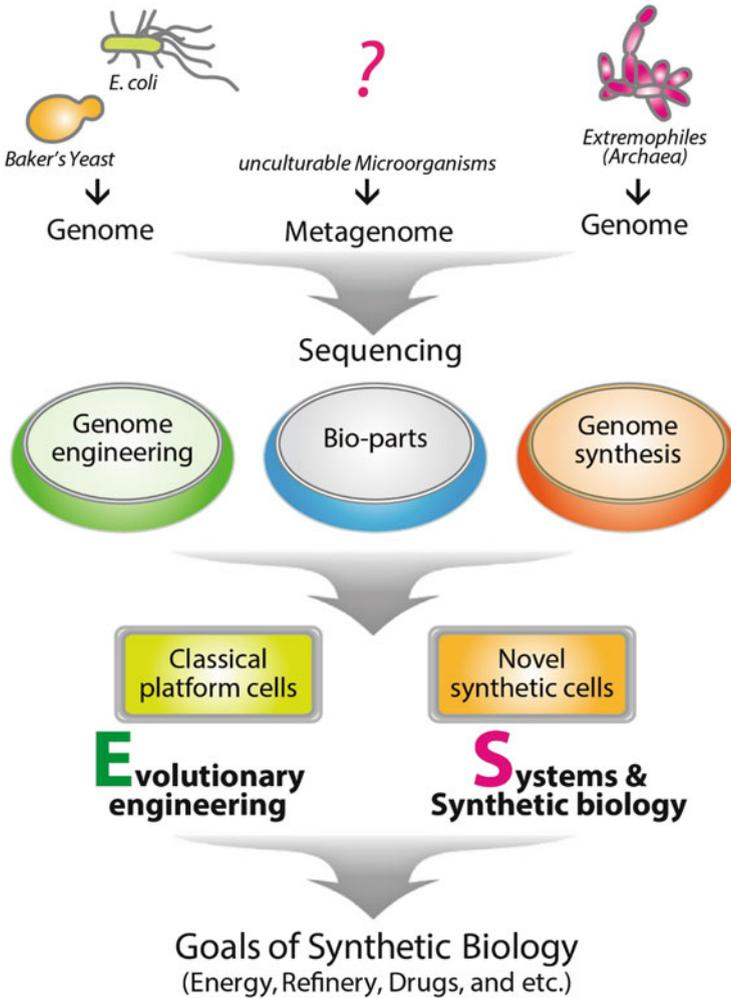 E. coli
?
Baker's Yeast
unculturable Microorganisms
Extremophiles
(Archaea)
Genome
Metagenome
Genome
Sequencing
Genome
engineering
Bio-parts
Genome
synthesis
Classical
platform cells
Novel
synthetic cells
Evolutionary
engineering
Systems &
Synthetic biology
Goals of Synthetic Biology
(Energy, Refinery, Drugs, and etc.)